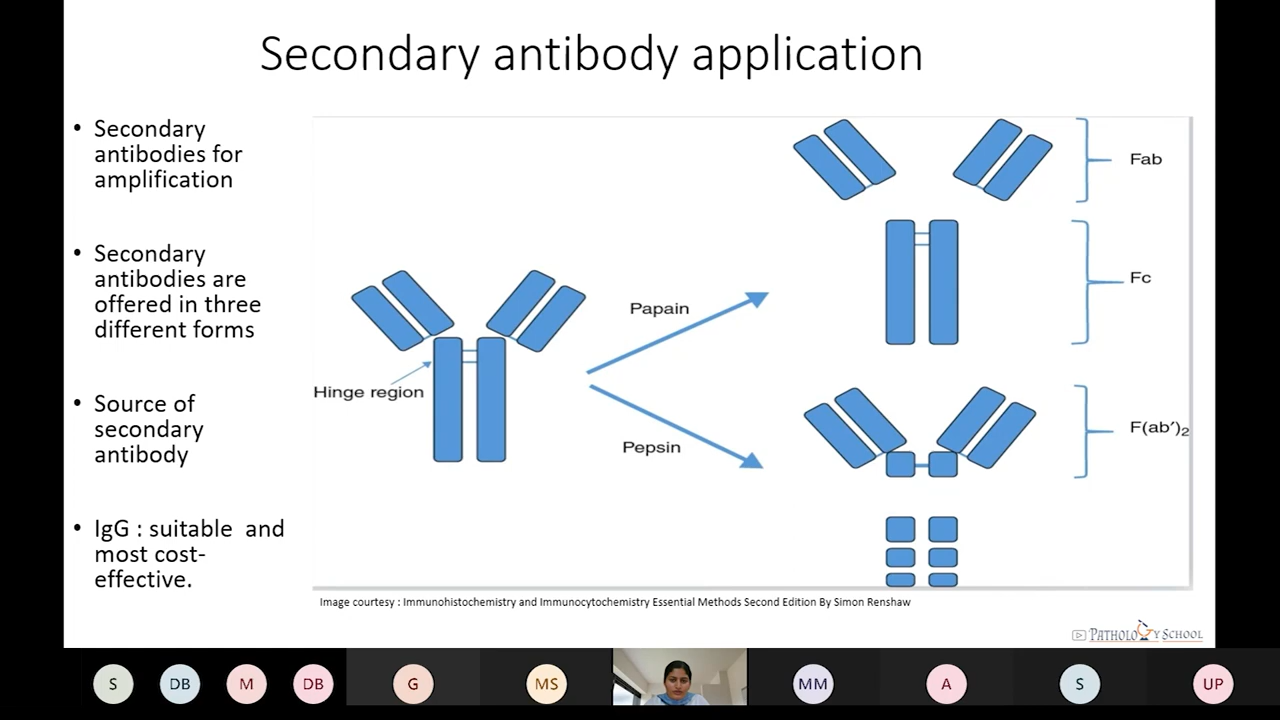 Secondary antibody application
• Secondary
antibodies for
amplification
• Secondary
antibodies are
offered in three
different forms
• Source of
secondary
antibody
• IgG : suitable and
most cost-
effective.
Hinge region
Papain
Pepsin
Fab
Fc
F(ab′)₂
Image courtesy : Immunohistochemistry and Immunocytochemistry Essential Methods Second Edition By Simon Renshaw
PATHOLOGY SCHOOL
S DB M DB G MS MM A S UP